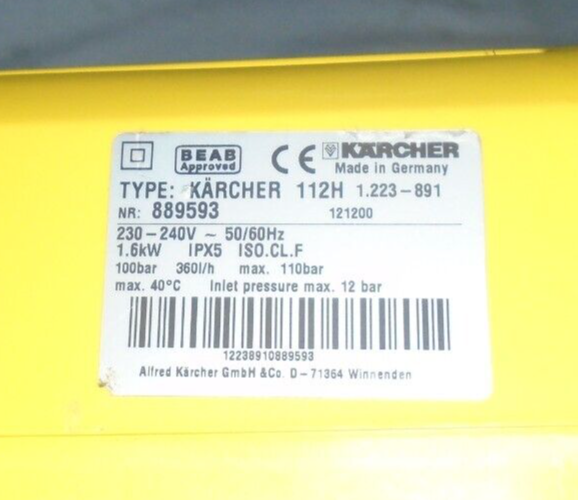 BEAB
Approved
CE
KÄRCHER
Made in Germany
TYPE: KÄRCHER 112H 1.223-891
NR: 889593 121200
230-240V ~ 50/60Hz
1.6kW IPX5 ISO.CL.F
100bar 360l/h max. 110bar
max. 40°C Inlet pressure max. 12 bar
12238910889593
Alfred Kärcher GmbH &Co. D-71364 Winnenden